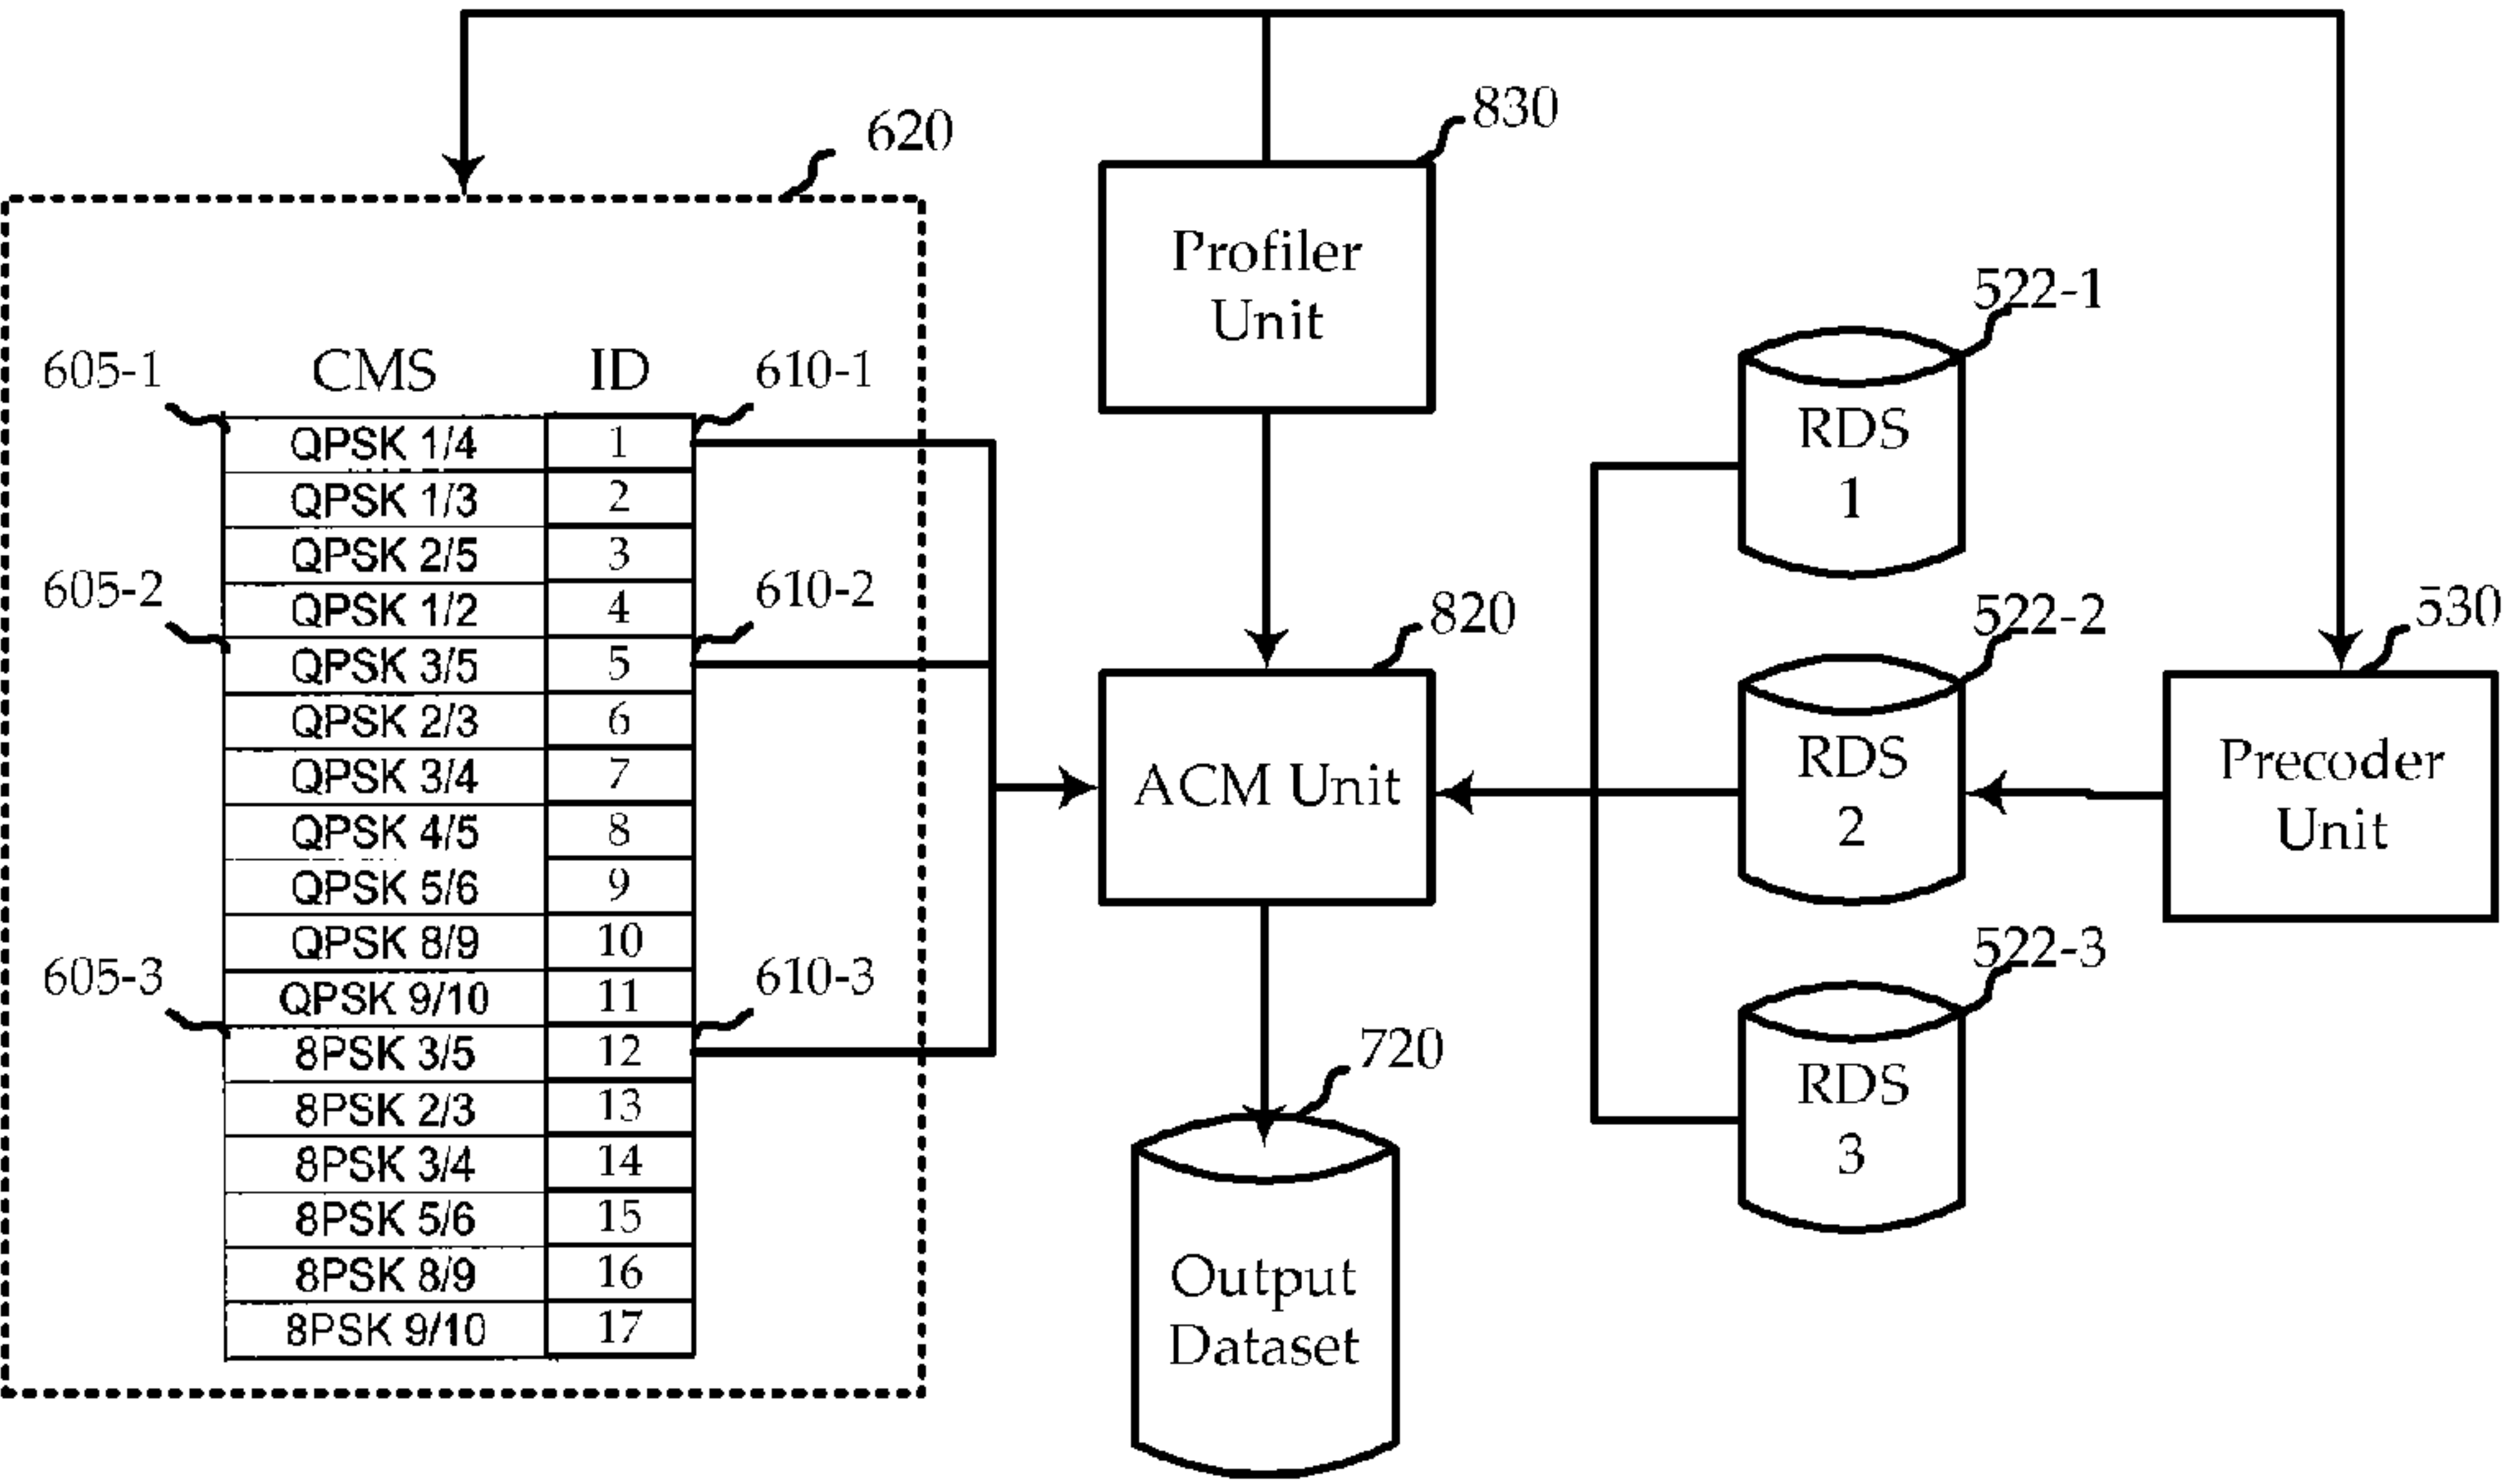 830
620
Profiler
Unit
522-1
605-1 CMS ID 610-1
RDS
1
QPSK 1/4 1
QPSK 1/3 2
QPSK 2/5 3
605-2 610-2
QPSK 1/2 4
QPSK 3/5 5
QPSK 2/3 6
QPSK 3/4 7
QPSK 4/5 8
QPSK 5/6 9
QPSK 8/9 10
605-3 610-3
QPSK 9/10 11
8PSK 3/5 12
8PSK 2/3 13
8PSK 3/4 14
8PSK 5/6 15
8PSK 8/9 16
8PSK 9/10 17
820
ACM Unit
522-2
RDS
2
530
Precoder
Unit
522-3
RDS
3
720
Output
Dataset